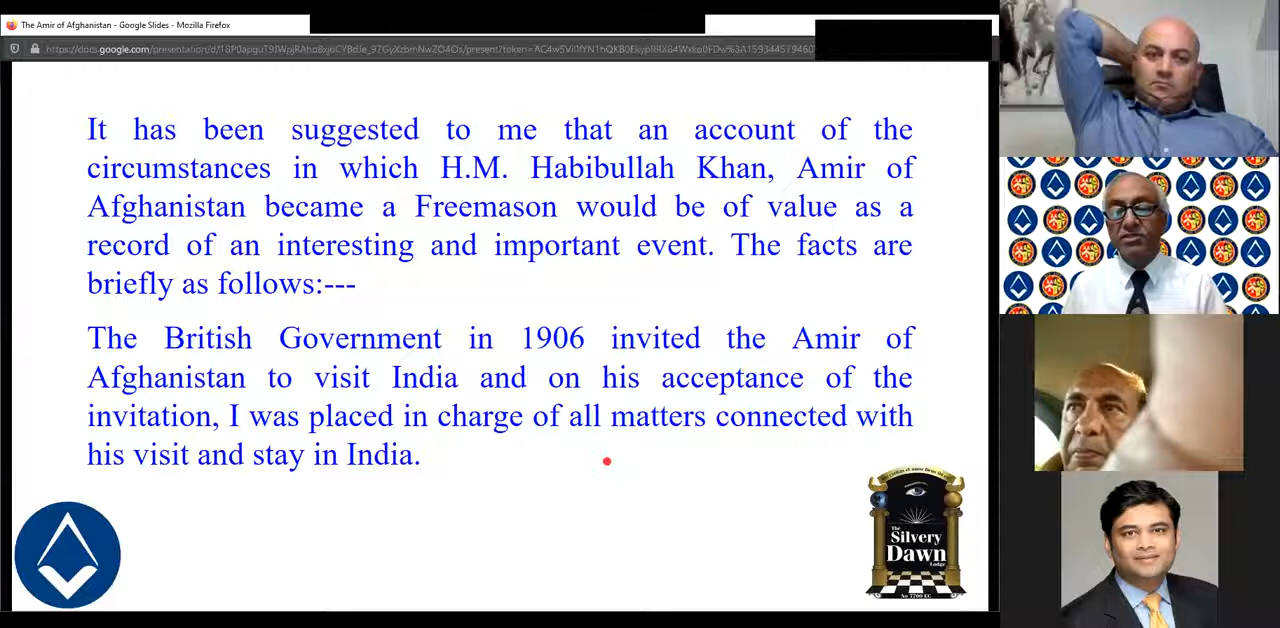 The Amir of Afghanistan - Google Slides - Mozilla Firefox
It has been suggested to me that an account of the
circumstances in which H.M. Habibullah Khan, Amir of
Afghanistan became a Freemason would be of value as a
record of an interesting and important event. The facts are
briefly as follows:---
The British Government in 1906 invited the Amir of
Afghanistan to visit India and on his acceptance of the
invitation, I was placed in charge of all matters connected with
his visit and stay in India.
The
Silvery
Dawn
Lodge
No 7700 EC